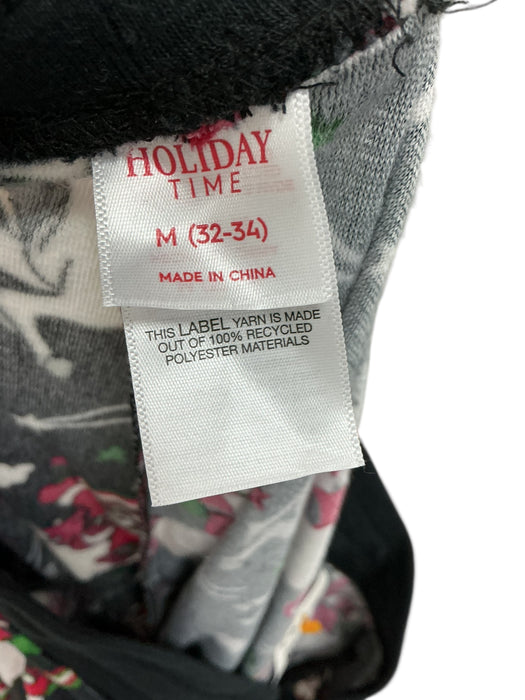 HOLIDAY
TIME
M (32-34)
MADE IN CHINA
THIS LABEL YARN IS MADE
OUT OF 100% RECYCLED
POLYESTER MATERIALS